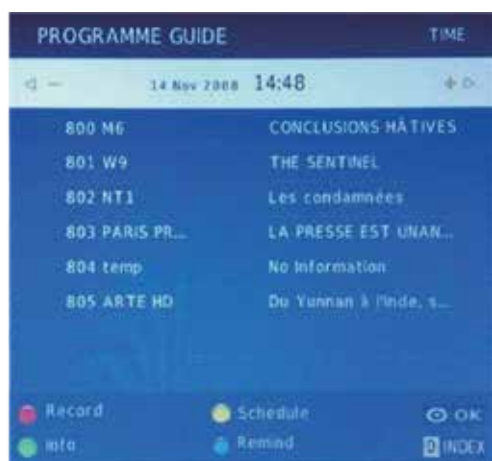 PROGRAMME GUIDE TIME
14 Nov 2008 14:48
800 M6 CONCLUSIONS HÂTIVES
801 W9 THE SENTINEL
802 NT1 Les condamnées
803 PARIS PR... LA PRESSE EST UNAN...
804 temp No Information
805 ARTE HD Du Yunnan à l'Inde, s...
Record Schedule OK
Info Remind INDEX